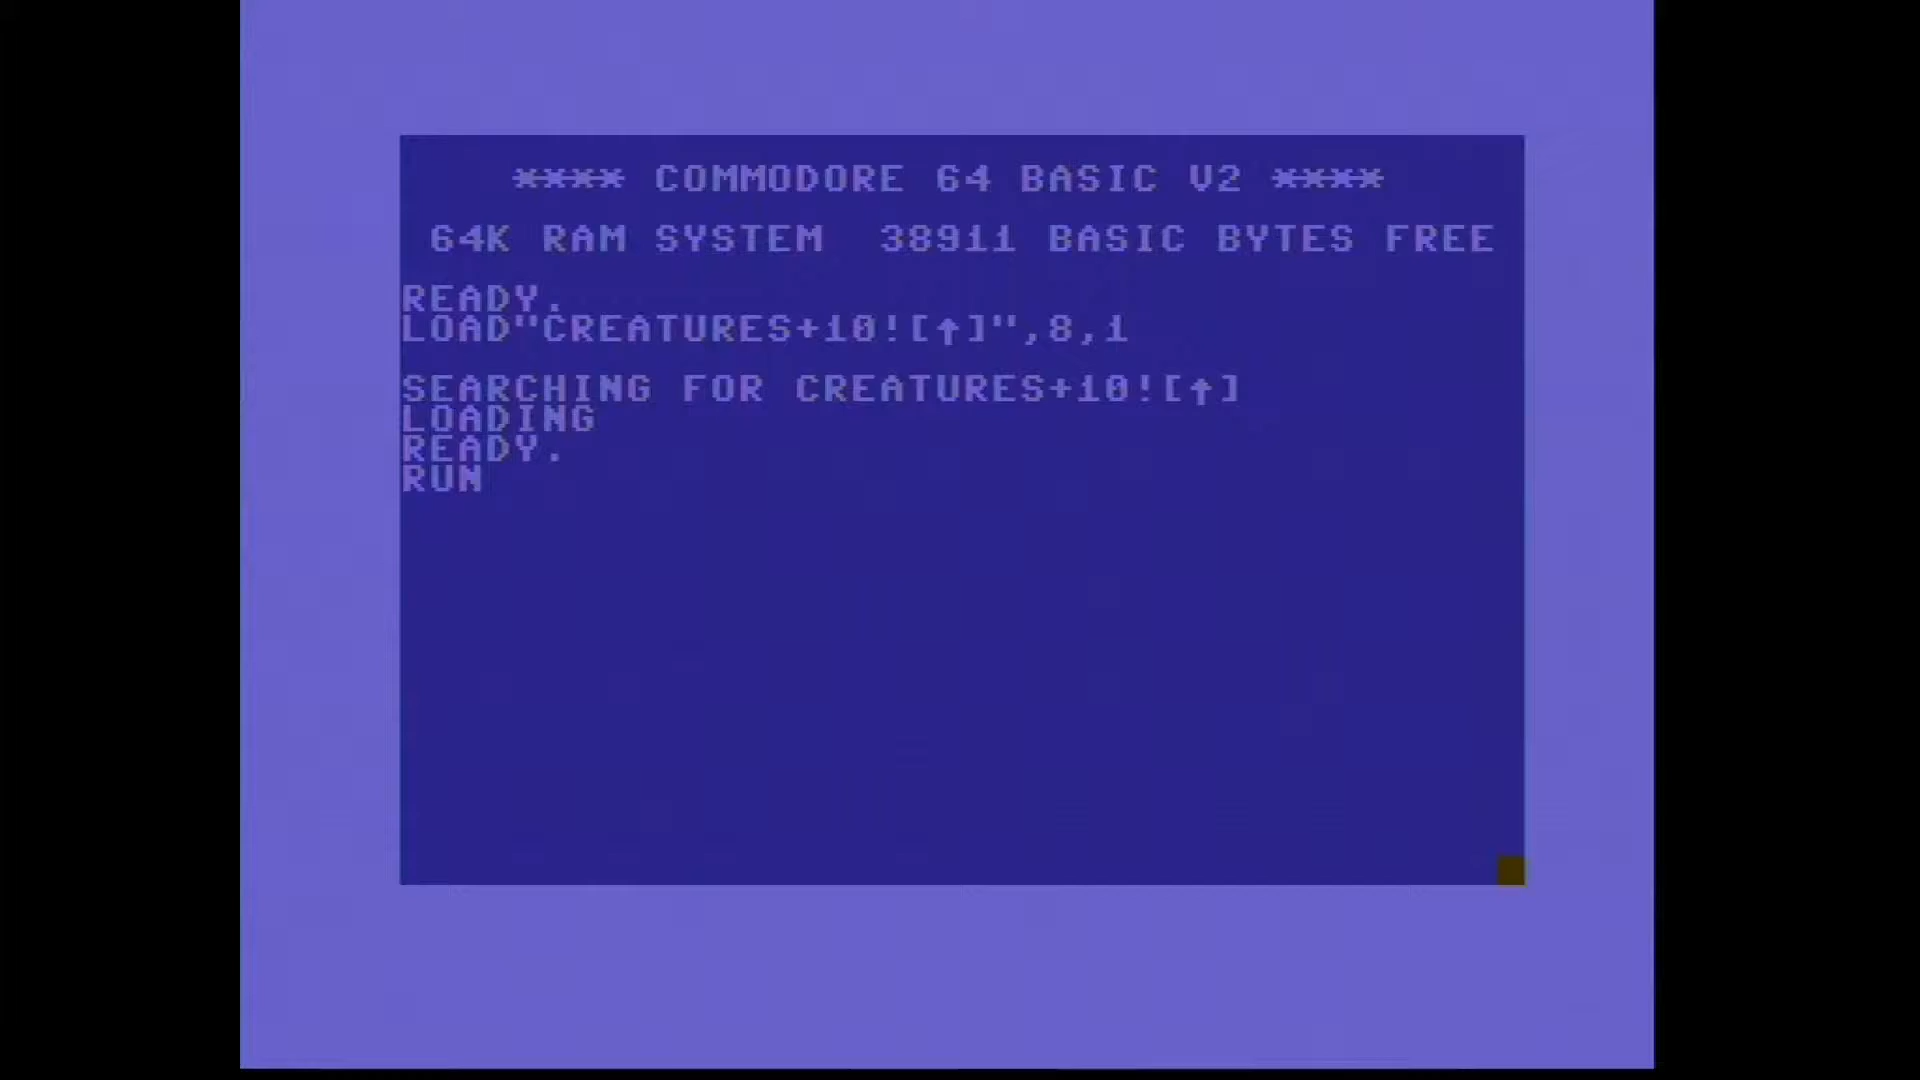 **** COMMODORE 64 BASIC V2 ****
64K RAM SYSTEM  38911 BASIC BYTES FREE
READY.
LOAD"CREATURES+10![↑]",8,1
SEARCHING FOR CREATURES+10![↑]
LOADING
READY.
RUN